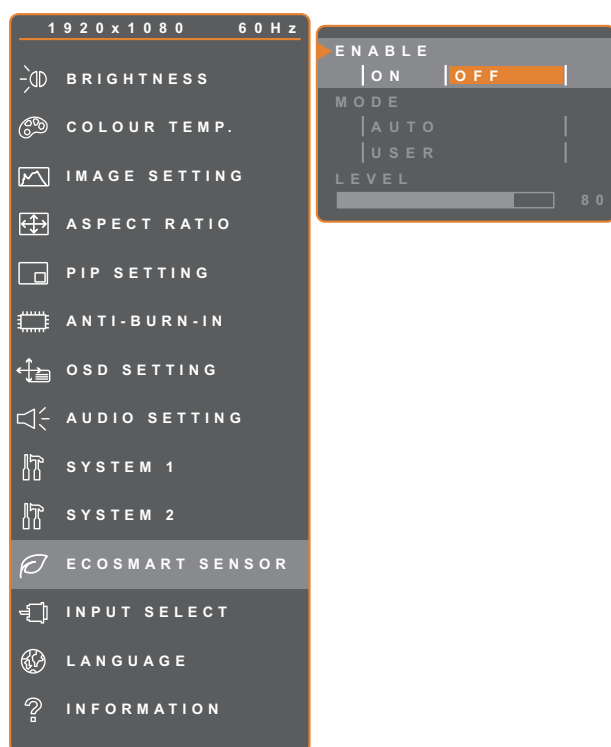 1920x1080 60Hz
BRIGHTNESS
COLOUR TEMP.
IMAGE SETTING
ASPECT RATIO
PIP SETTING
ANTI-BURN-IN
OSD SETTING
AUDIO SETTING
SYSTEM 1
SYSTEM 2
ECOSMART SENSOR
INPUT SELECT
LANGUAGE
INFORMATION
ENABLE
ON OFF
MODE
AUTO
USER
LEVEL
80